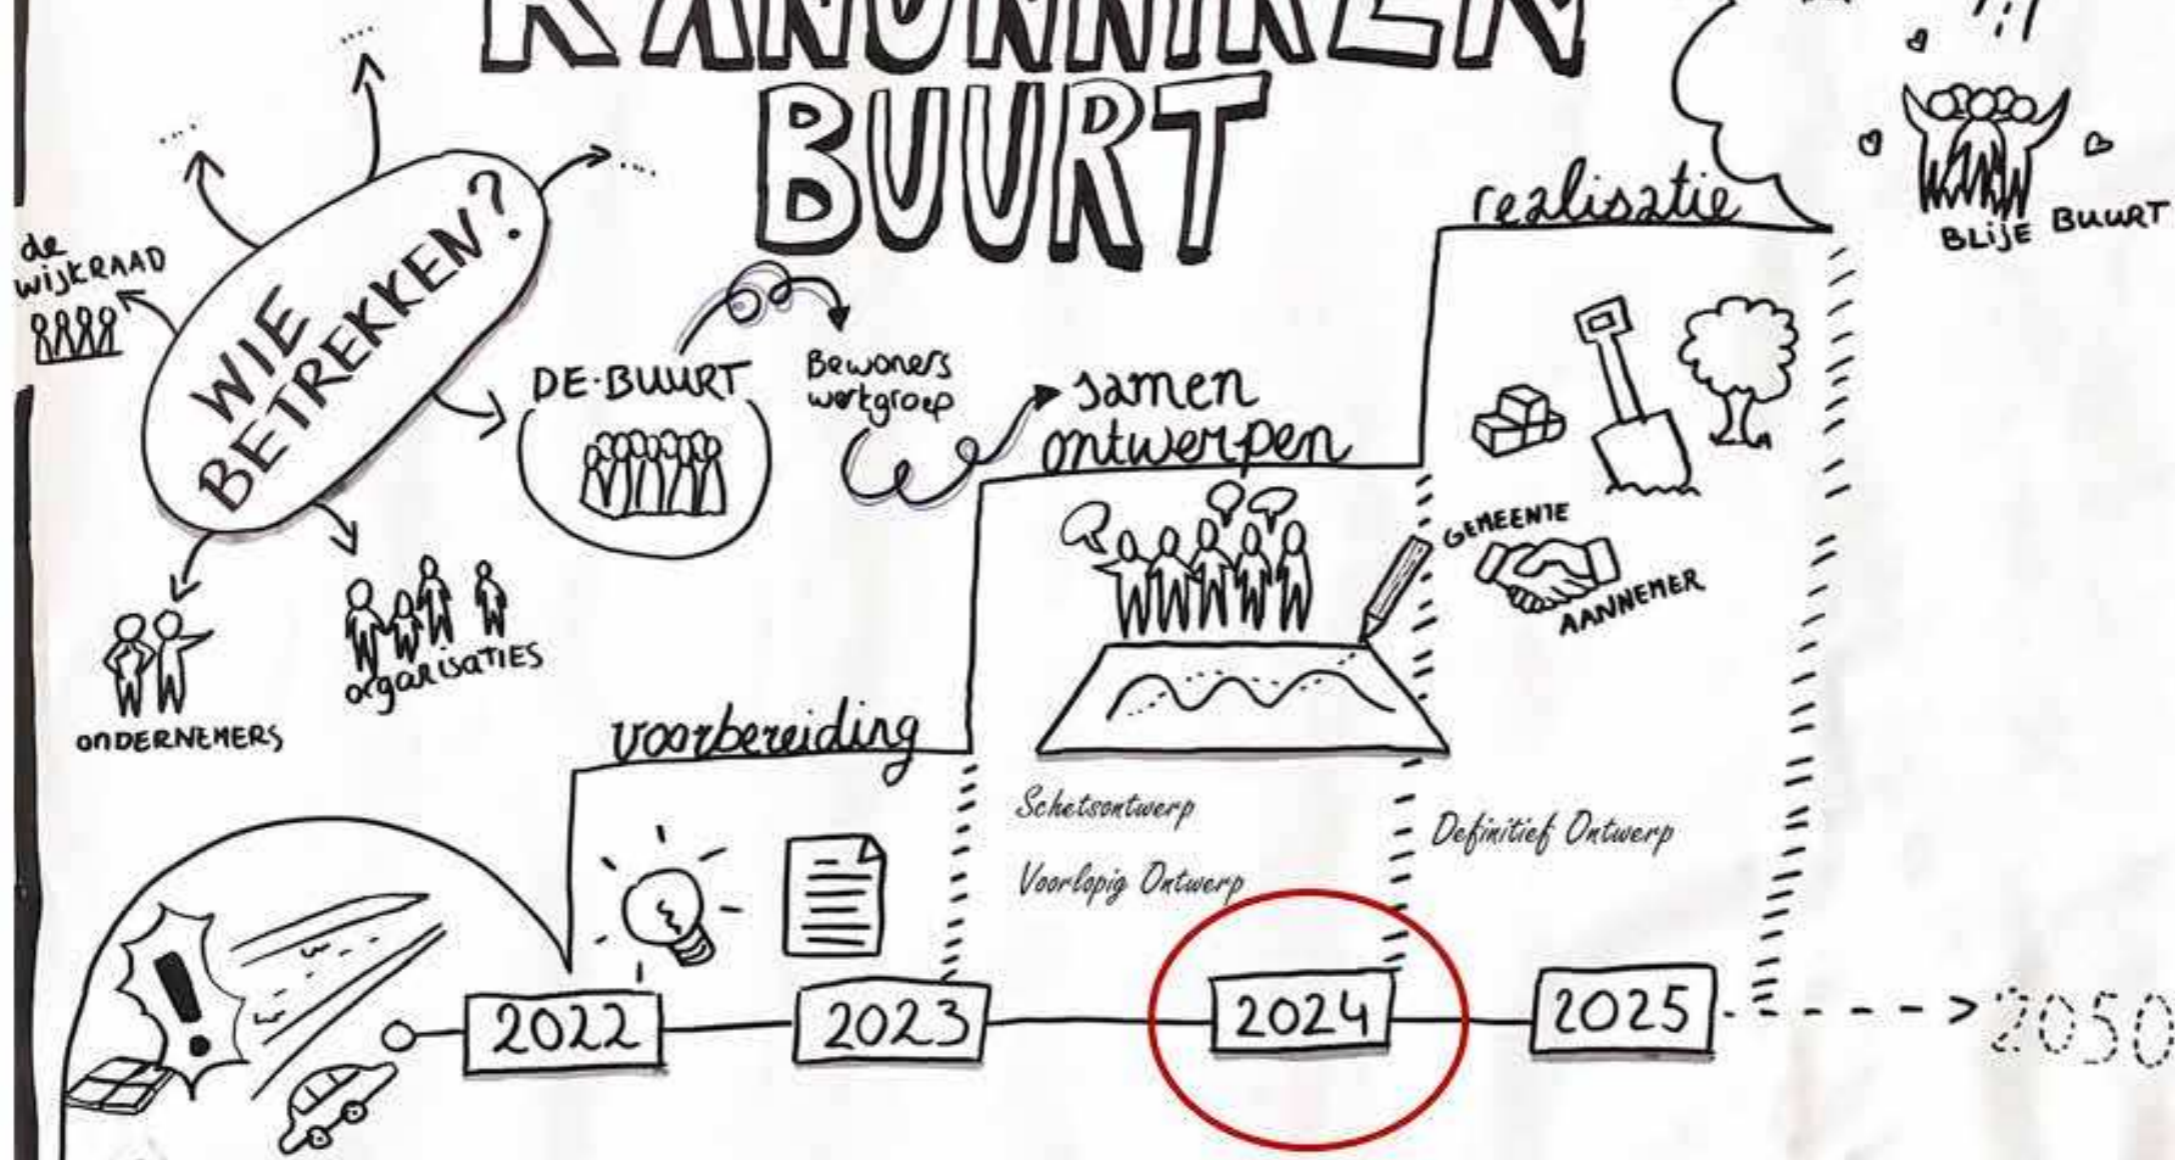 KANUNNIKEN
BUURT
WIE
BETREKKEN?
....
....
....
de
WIJKRAAD
DE BUURT
Bewoners
werkgroep
organisaties
ONDERNEMERS
voorbereiding
samen
ontwerpen
realisatie
GEMEENTE
AANNEMER
BLIJE BUURT
Schetsontwerp
Voorlopig Ontwerp
Definitief Ontwerp
2022
2023
2024
2025
2050